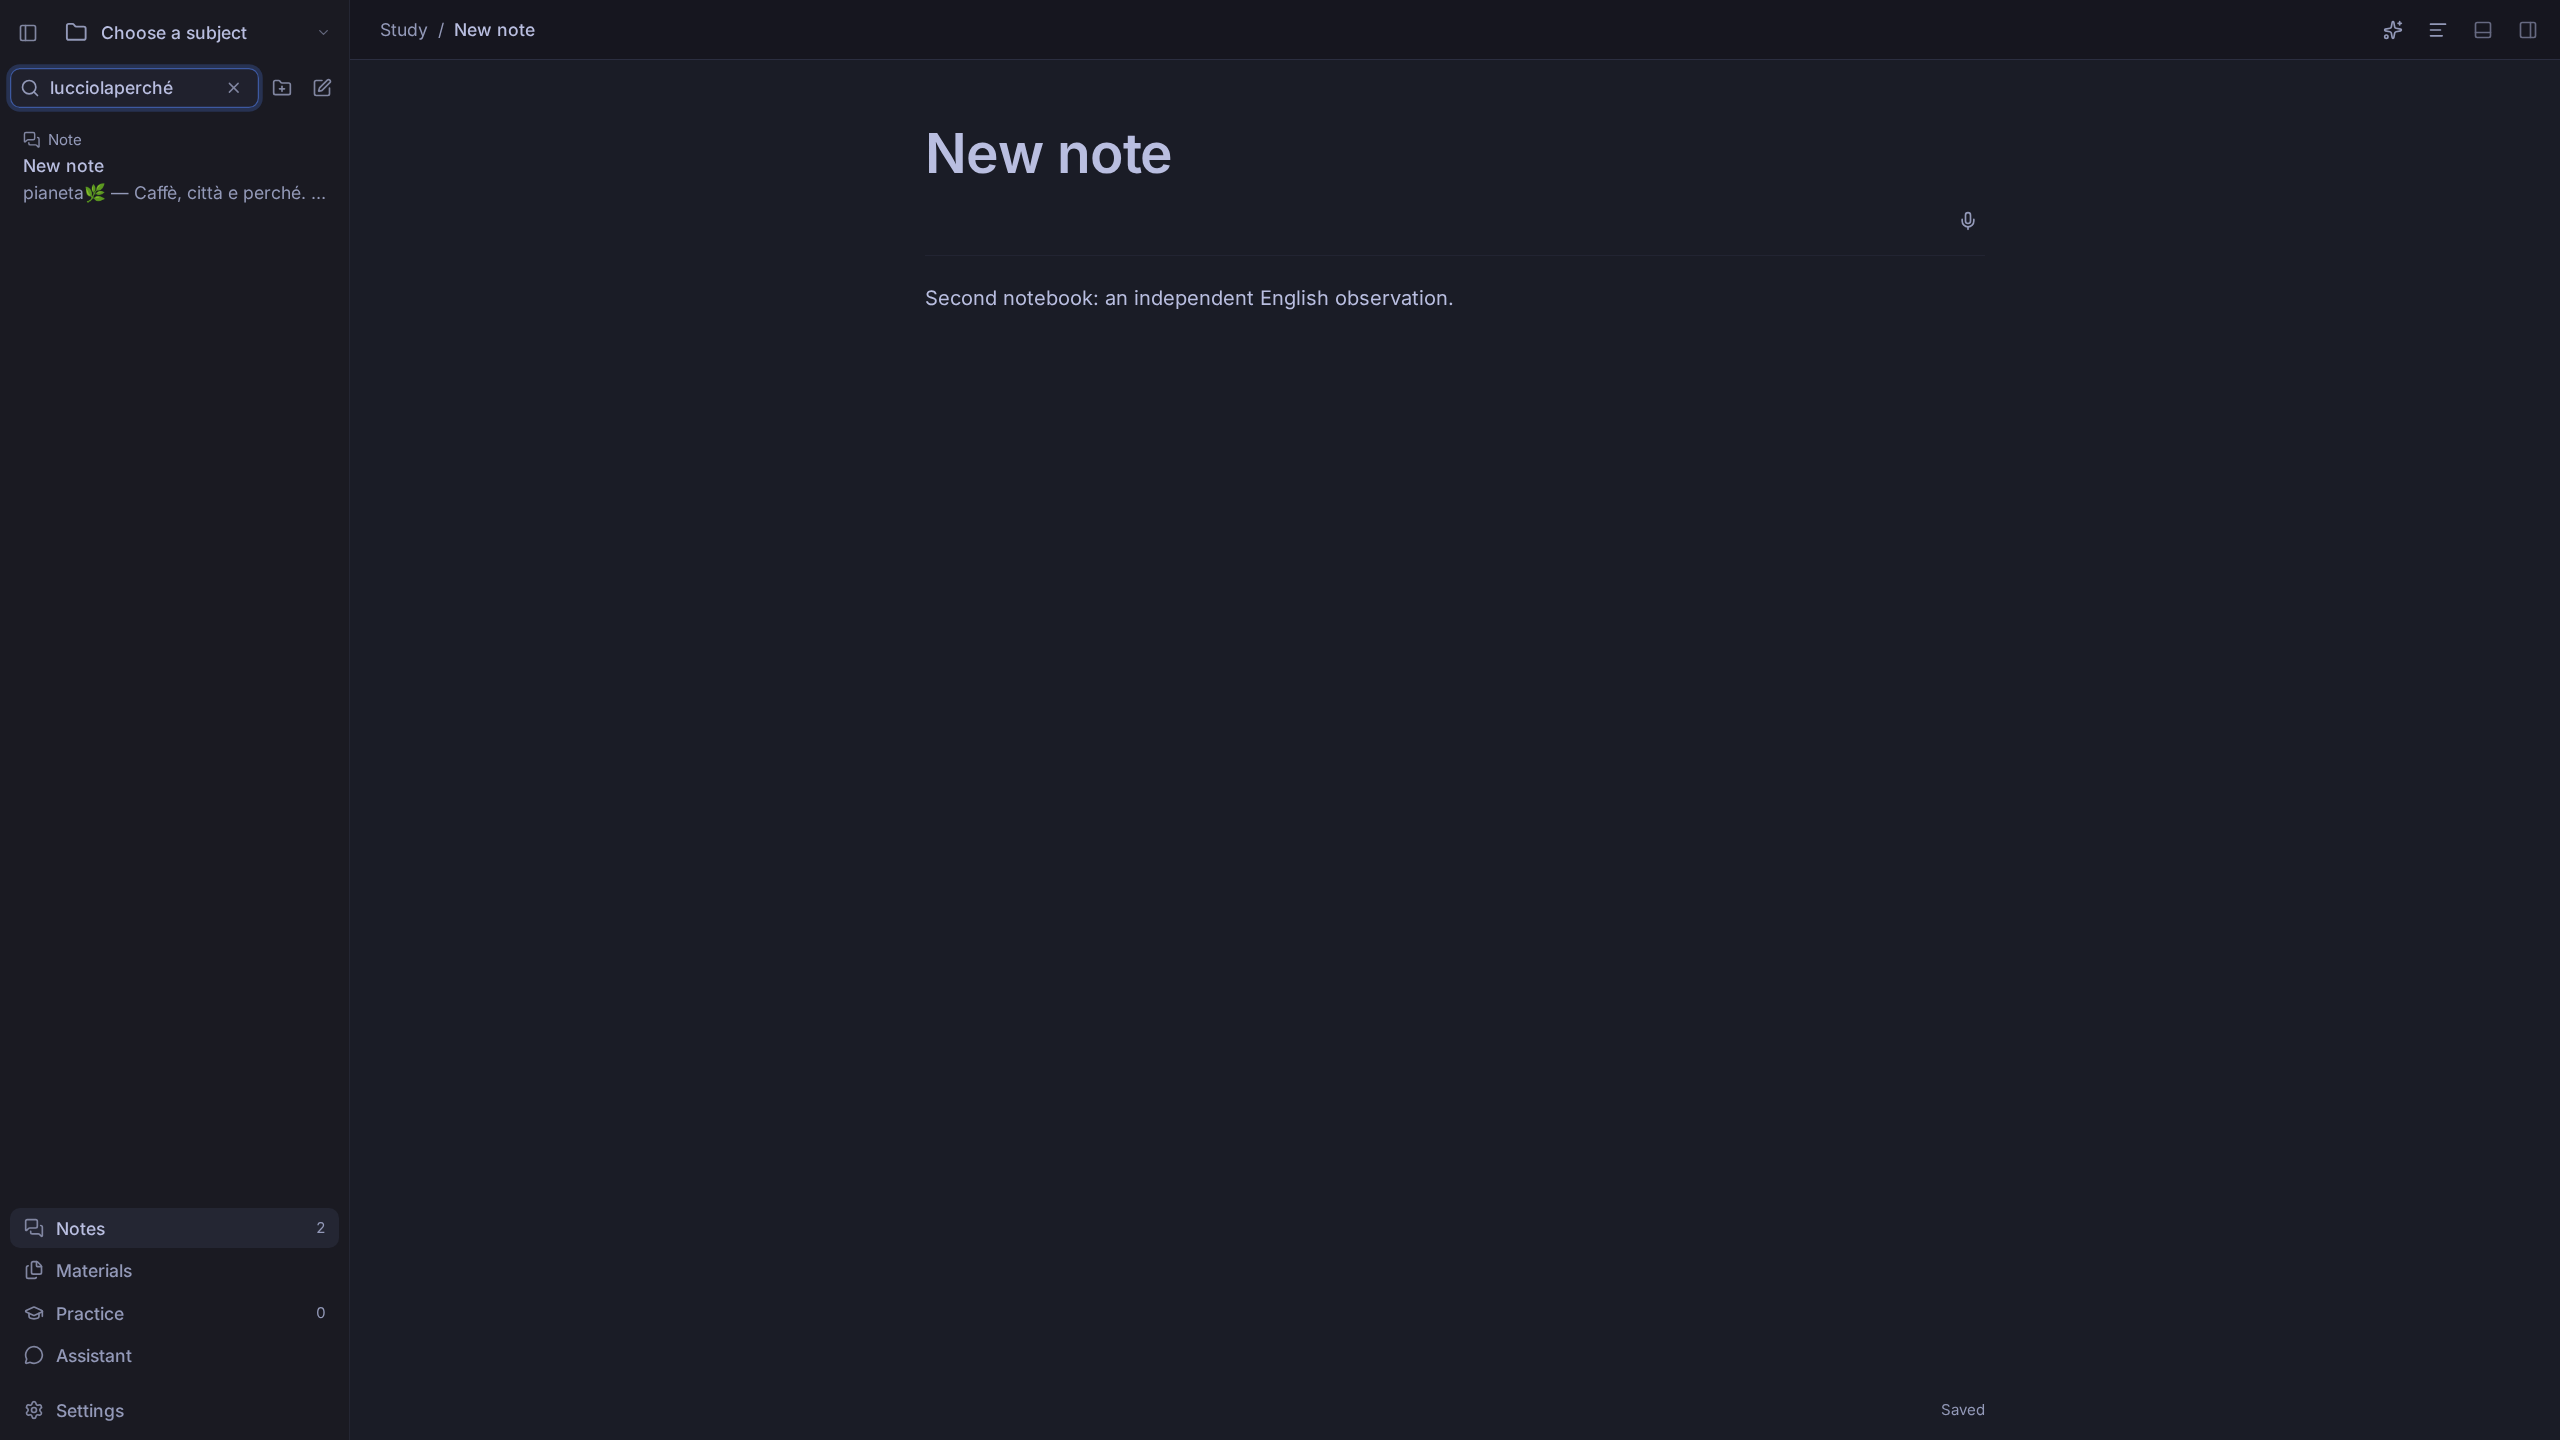 Choose a subject
lucciolaperché
Note
New note
pianeta🌿 — Caffè, città e perché. ...
Notes 2
Materials
Practice 0
Assistant
Settings
Study / New note
New note
Second notebook: an independent English observation.
Saved